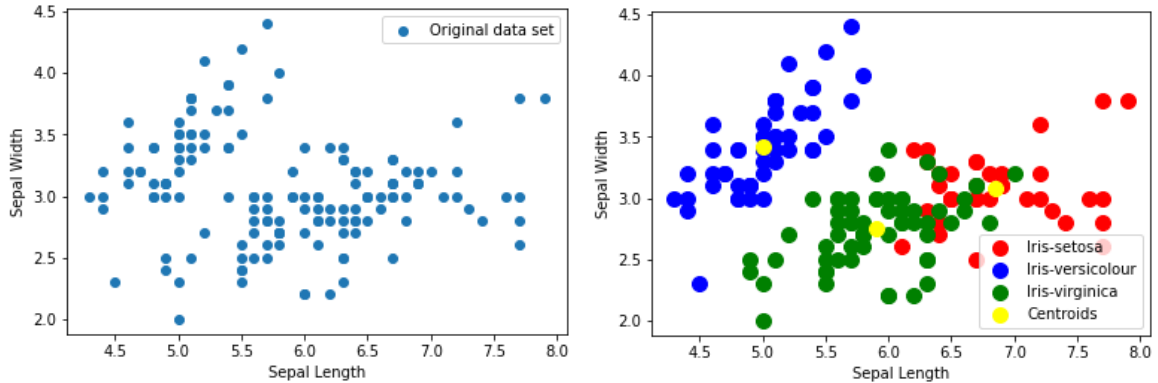 4.5
4.0
3.5
3.0
2.5
2.0
Sepal Width
Original data set
4.5 5.0 5.5 6.0 6.5 7.0 7.5 8.0
Sepal Length
4.5
4.0
3.5
3.0
2.5
2.0
Sepal Width
Iris-setosa
Iris-versicolour
Iris-virginica
Centroids
4.5 5.0 5.5 6.0 6.5 7.0 7.5 8.0
Sepal Length